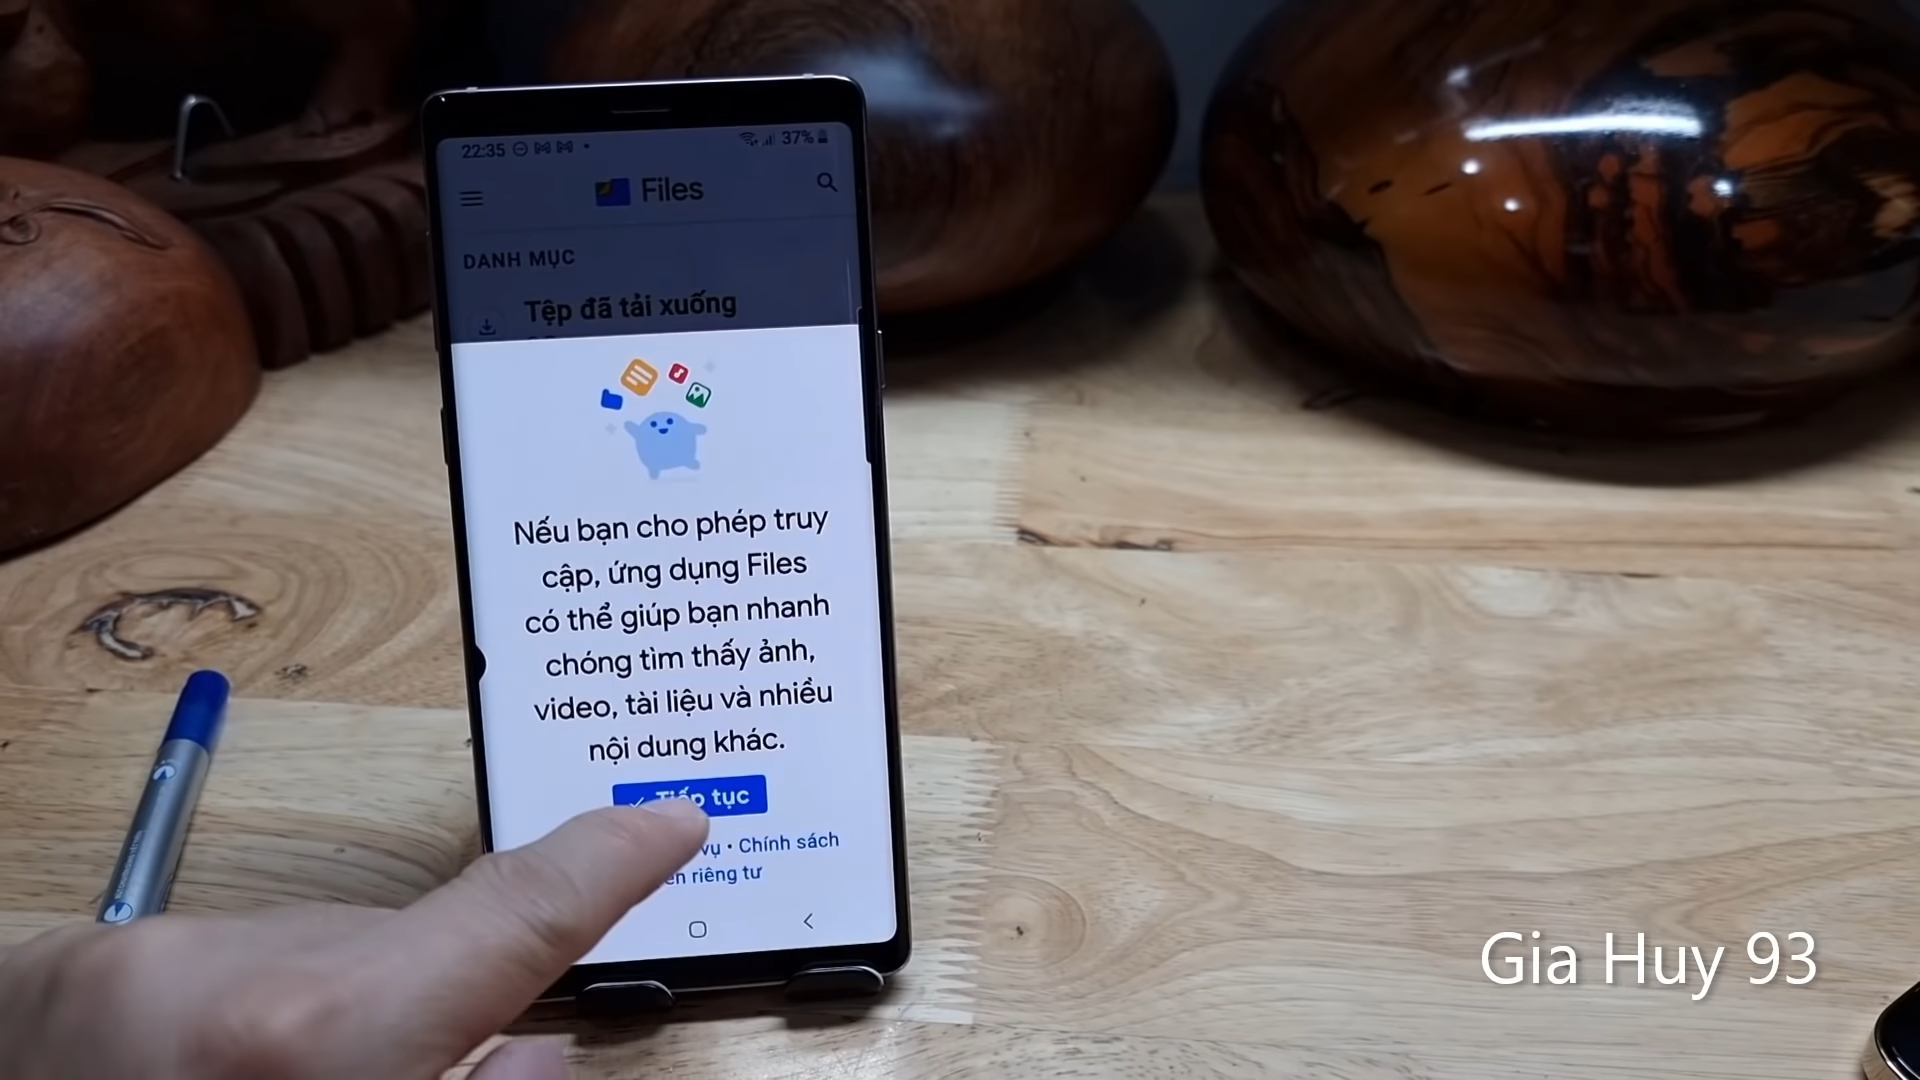 22:35
37%
Files
DANH MỤC
Tệp đã tải xuống
Nếu bạn cho phép truy
cập, ứng dụng Files
có thể giúp bạn nhanh
chóng tìm thấy ảnh,
video, tài liệu và nhiều
nội dung khác.
Tiếp tục
vụ • Chính sách
riêng tư
Gia Huy 93